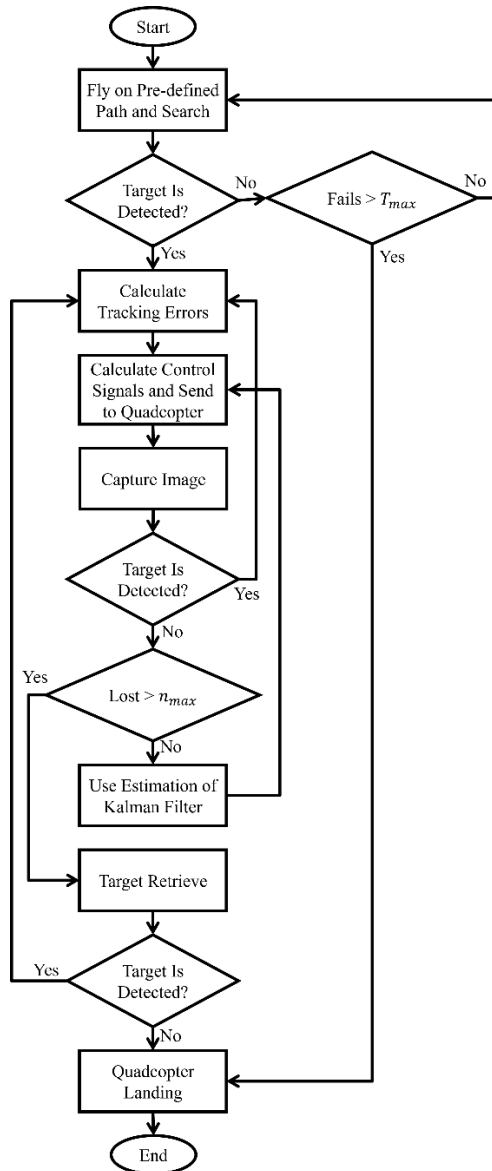 Start
Fly on Pre-defined
Path and Search
Target Is
Detected?
No
Fails > Tmax
No
Yes
Yes
Calculate
Tracking Errors
Calculate Control
Signals and Send
to Quadcopter
Capture Image
Target Is
Detected?
Yes
No
Yes
Lost > nmax
No
Use Estimation of
Kalman Filter
Target Retrieve
Yes
Target Is
Detected?
No
Quadcopter
Landing
End